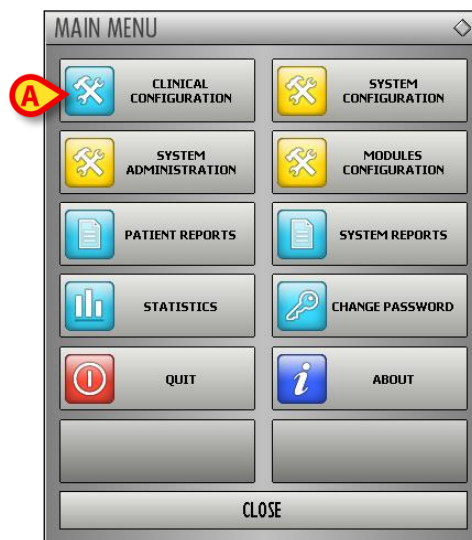 MAIN MENU
A
CLINICAL
CONFIGURATION
SYSTEM
CONFIGURATION
SYSTEM
ADMINISTRATION
MODULES
CONFIGURATION
PATIENT REPORTS
SYSTEM REPORTS
STATISTICS
CHANGE PASSWORD
QUIT
i
ABOUT
CLOSE